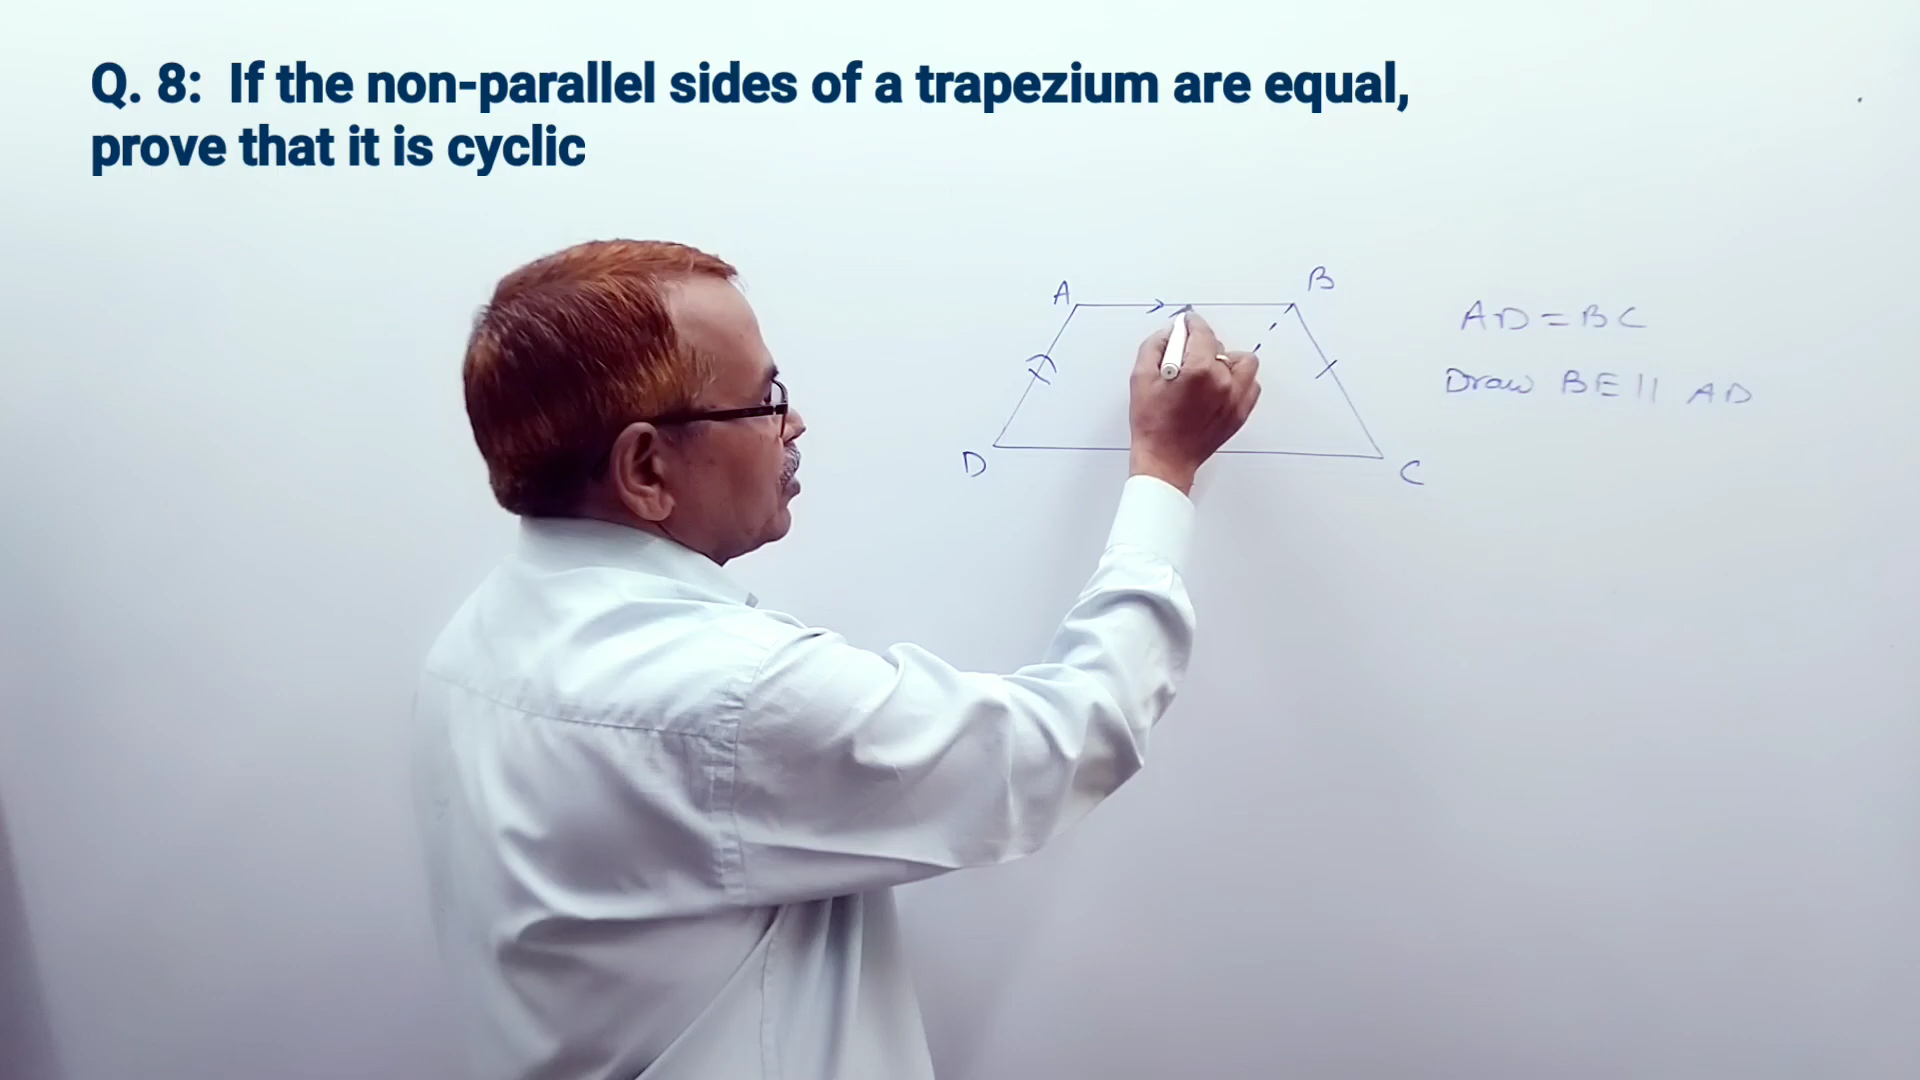 Q. 8: If the non-parallel sides of a trapezium are equal,
prove that it is cyclic
A
B
AD = BC
Draw BE || AD
D
C